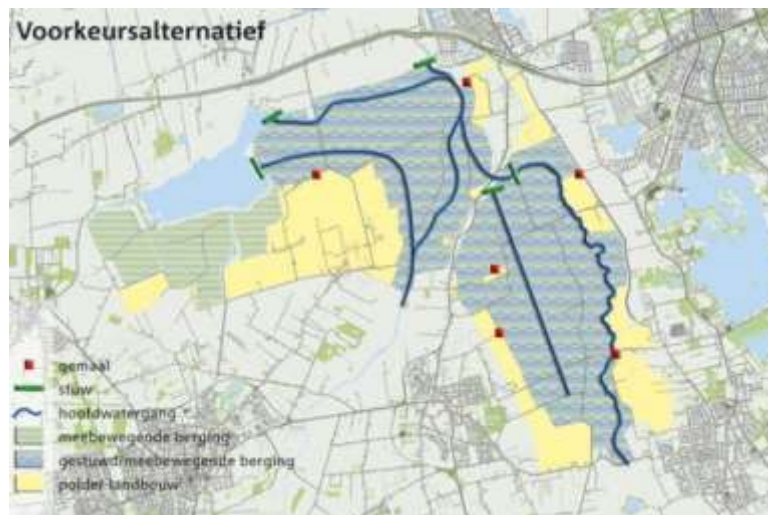 Voorkeursalternatief
gemaal
stuw
hoofdwatergang
meebewegende berging
gestuwd/meebewegende berging
polder landbouw